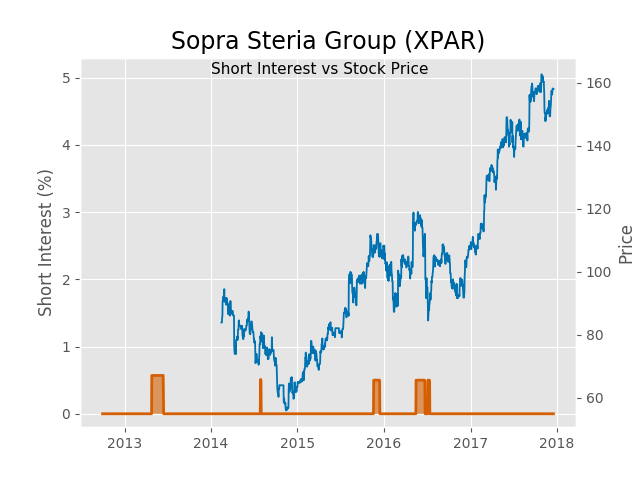 Sopra Steria Group (XPAR)
Short Interest vs Stock Price
Short Interest (%)
5
4
3
2
1
0
160
140
120
100
80
60
Price
2013 2014 2015 2016 2017 2018